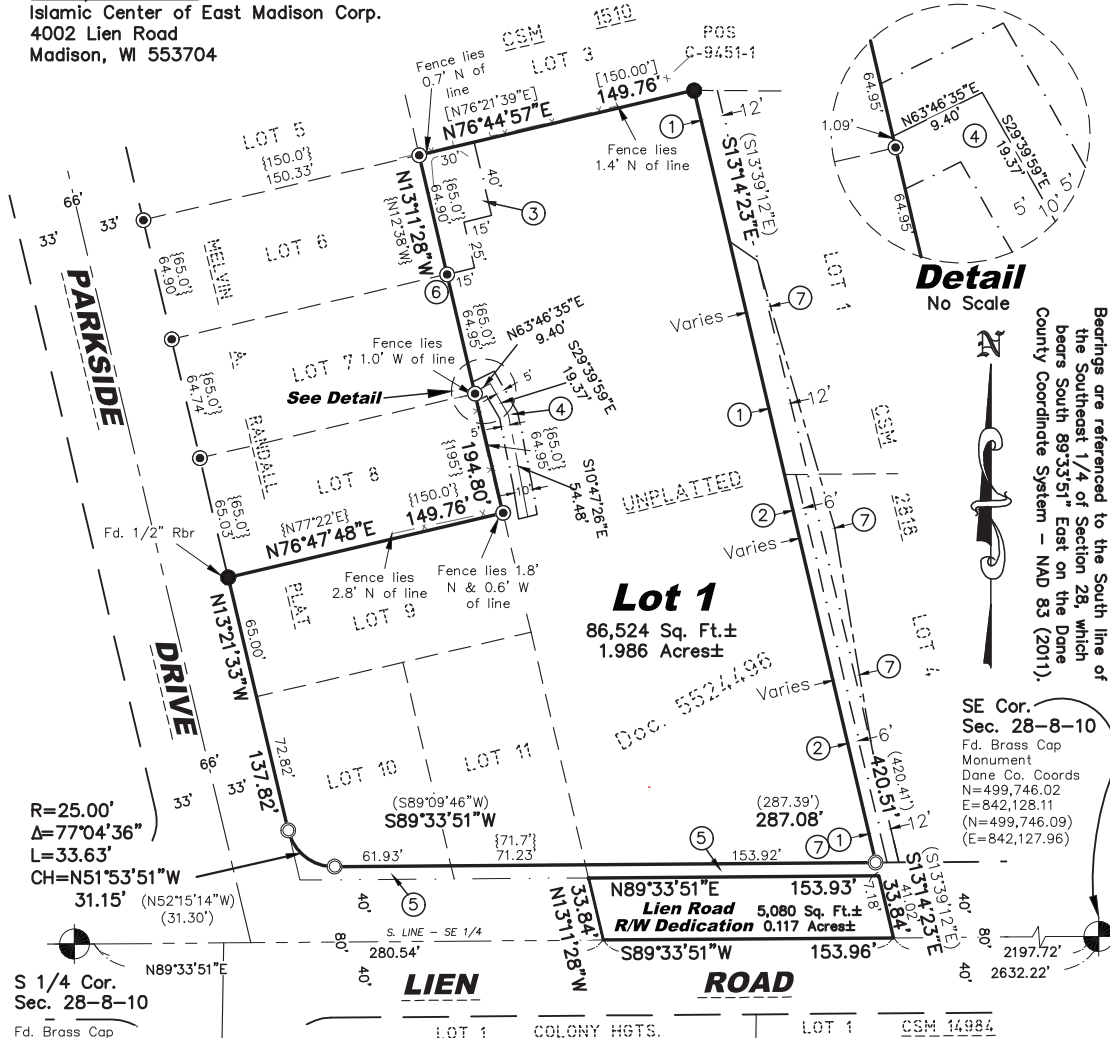 Islamic Center of East Madison Corp.
4002 Lien Road
Madison, WI 553704
CSM 1510
LOT 3
POS
C-9451-1
Fence lies
0.7' N of
line
[N76°21'39"E]
N76°44'57"E
[150.00']
149.76'
Fence lies
1.4' N of line
1
12'
S13°14'23"E
(S13°39'12"E)
64.95'
N63°46'35"E
9.40'
4
S29°39'59"E
19.37'
1.09'
64.95'
5'
5'
10'
Detail
No Scale
LOT 5
{150.0'}
150.33'
66'
33'
33'
30'
40'
3
15'
25'
15'
N13°11'28"W
{N12°38'W}
{65.0'}
64.90'
6
MELVIN
LOT 6
{65.0'}
64.90'
PARKSIDE
A.
LOT 7
{65.0'}
64.74'
{65.0'}
64.95'
Fence lies
1.0' W of line
See Detail
N63°46'35"E
9.40'
S29°39'59"E
19.37'
5'
4
5'
{65.0'}
64.95'
S10°47'26"E
54.48'
10'
{195'}
194.80'
RANDALL
LOT 8
{65.0'}
65.03'
{N77°22'E}
N76°47'48"E
{150.0'}
149.76'
Fd. 1/2" Rbr
Fence lies
2.8' N of line
Fence lies 1.8'
N & 0.6' W
of line
UNPLATTED
LOT 1
7
Varies
1
12'
CSM 2818
2
6'
7
Varies
Lot 1
86,524 Sq. Ft.±
1.986 Acres±
Doc. 5524496
LOT 4
7
Varies
2
6'
(420.41')
420.51'
12'
Bearings are referenced to the South line of
the Southeast 1/4 of Section 28, which
bears South 89°33'51" East on the Dane
County Coordinate System - NAD 83 (2011).
N
SE Cor.
Sec. 28-8-10
Fd. Brass Cap
Monument
Dane Co. Coords
N=499,746.02
E=842,128.11
(N=499,746.09)
(E=842,127.96)
PLAT
LOT 9
N13°21'33"W
65.00'
DRIVE
72.82'
137.82'
66'
33'
33'
LOT 10
LOT 11
R=25.00'
Δ=77°04'36"
L=33.63'
CH=N51°53'51"W
31.15'
(N52°15'14"W)
(31.30')
(S89°09'46"W)
S89°33'51"W
(287.39')
287.08'
7
1
61.93'
{71.7'}
71.23'
5
153.92'
5
40'
N89°33'51"E
153.93'
7.18'
33.84'
N13°11'28"W
33.84'
41.02'
S13°14'23"E
(S13°39'12"E)
Lien Road
R/W Dedication
5,080 Sq. Ft.±
0.117 Acres±
40'
80'
S. LINE - SE 1/4
280.54'
S89°33'51"W
153.96'
80'
2197.72'
2632.22'
N89°33'51"E
40'
40'
S 1/4 Cor.
Sec. 28-8-10
Fd. Brass Cap
LIEN
ROAD
LOT 1
COLONY HGTS.
LOT 1
CSM 14984